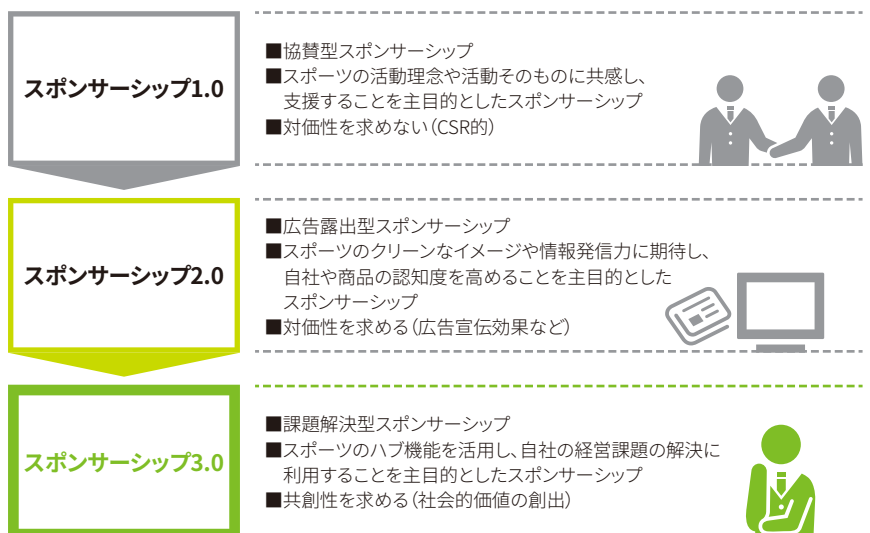 スポンサーシップ1.0
■協賛型スポンサーシップ
■スポーツの活動理念や活動そのものに共感し、
支援することを主目的としたスポンサーシップ
■対価性を求めない（CSR的）
スポンサーシップ2.0
■広告露出型スポンサーシップ
■スポーツのクリーンなイメージや情報発信力に期待し、
自社や商品の認知度を高めることを主目的とした
スポンサーシップ
■対価性を求める（広告宣伝効果など）
スポンサーシップ3.0
■課題解決型スポンサーシップ
■スポーツのハブ機能を活用し、自社の経営課題の解決に
利用することを主目的としたスポンサーシップ
■共創性を求める（社会的価値の創出）